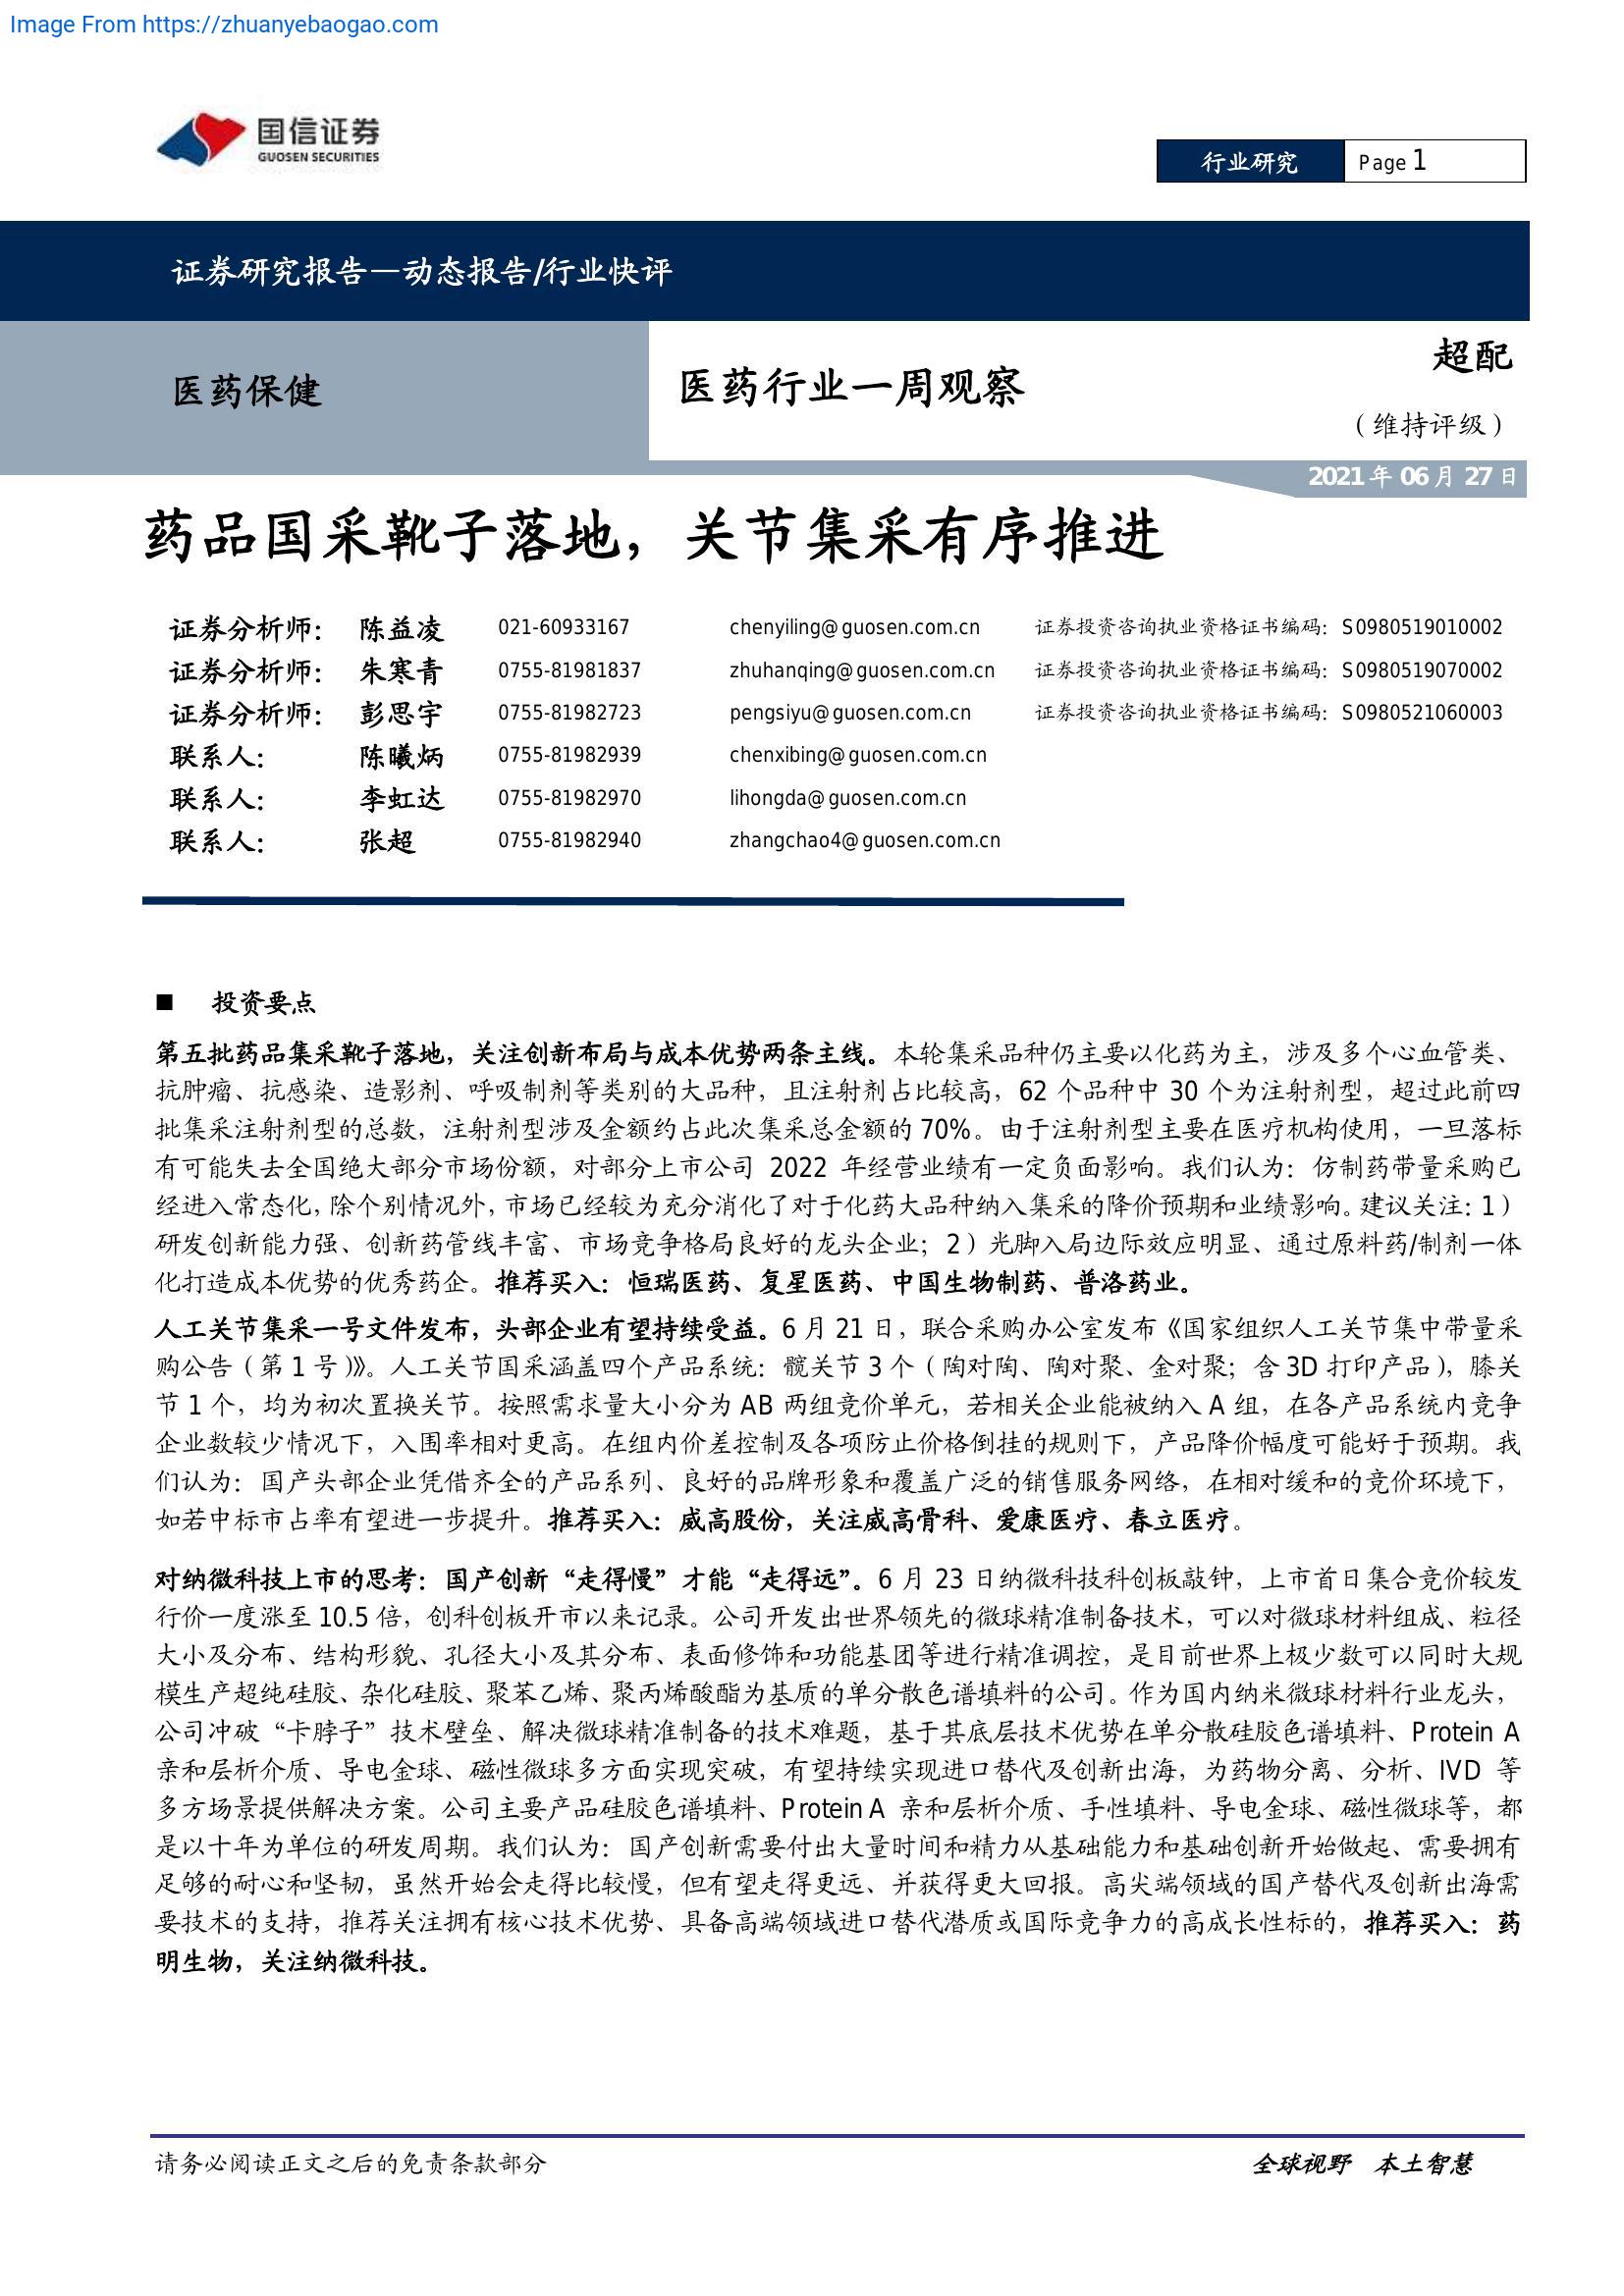 Image From https://zhuanyebaogao.com
国信证券
GUOSEN SECURITIES
行业研究 Page 1
证券研究报告—动态报告/行业快评
医药保健
医药行业一周观察
超配
（维持评级）
2021 年 06 月 27 日
药品国采靴子落地，关节集采有序推进
证券分析师： 陈益凌 021-60933167 chenyiling@guosen.com.cn 证券投资咨询执业资格证书编码：S0980519010002
证券分析师： 朱寒青 0755-81981837 zhuhanqing@guosen.com.cn 证券投资咨询执业资格证书编码：S0980519070002
证券分析师： 彭思宇 0755-81982723 pengsiyu@guosen.com.cn 证券投资咨询执业资格证书编码：S0980521060003
联系人： 陈曦炳 0755-81982939 chenxibing@guosen.com.cn
联系人： 李虹达 0755-81982970 lihongda@guosen.com.cn
联系人： 张超 0755-81982940 zhangchao4@guosen.com.cn
■ 投资要点
第五批药品集采靴子落地，关注创新布局与成本优势两条主线。本轮集采品种仍主要以化药为主，涉及多个心血管类、
抗肿瘤、抗感染、造影剂、呼吸制剂等类别的大品种，且注射剂占比较高，62 个品种中 30 个为注射剂型，超过此前四
批集采注射剂型的总数，注射剂型涉及金额约占此次集采总金额的 70%。由于注射剂型主要在医疗机构使用，一旦落标
有可能失去全国绝大部分市场份额，对部分上市公司 2022 年经营业绩有一定负面影响。我们认为：仿制药带量采购已
经进入常态化，除个别情况外，市场已经较为充分消化了对于化药大品种纳入集采的降价预期和业绩影响。建议关注：1）
研发创新能力强、创新药管线丰富、市场竞争格局良好的龙头企业；2）光脚入局边际效应明显、通过原料药/制剂一体
化打造成本优势的优秀药企。推荐买入：恒瑞医药、复星医药、中国生物制药、普洛药业。
人工关节集采一号文件发布，头部企业有望持续受益。6 月 21 日，联合采购办公室发布《国家组织人工关节集中带量采
购公告（第 1 号）》。人工关节国采涵盖四个产品系统：髋关节 3 个（陶对陶、陶对聚、金对聚；含 3D 打印产品），膝关
节 1 个，均为初次置换关节。按照需求量大小分为 AB 两组竞价单元，若相关企业能被纳入 A 组，在各产品系统内竞争
企业数较少情况下，入围率相对更高。在组内价差控制及各项防止价格倒挂的规则下，产品降价幅度可能好于预期。我
们认为：国产头部企业凭借齐全的产品系列、良好的品牌形象和覆盖广泛的销售服务网络，在相对缓和的竞价环境下，
如若中标市占率有望进一步提升。推荐买入：威高股份，关注威高骨科、爱康医疗、春立医疗。
对纳微科技上市的思考：国产创新“走得慢”才能“走得远”。6 月 23 日纳微科技科创板敲钟，上市首日集合竞价较发
行价一度涨至 10.5 倍，创科创板开市以来记录。公司开发出世界领先的微球精准制备技术，可以对微球材料组成、粒径
大小及分布、结构形貌、孔径大小及其分布、表面修饰和功能基团等进行精准调控，是目前世界上极少数可以同时大规
模生产超纯硅胶、杂化硅胶、聚苯乙烯、聚丙烯酸酯为基质的单分散色谱填料的公司。作为国内纳米微球材料行业龙头，
公司冲破“卡脖子”技术壁垒、解决微球精准制备的技术难题，基于其底层技术优势在单分散硅胶色谱填料、Protein A
亲和层析介质、导电金球、磁性微球多方面实现突破，有望持续实现进口替代及创新出海，为药物分离、分析、IVD 等
多方场景提供解决方案。公司主要产品硅胶色谱填料、Protein A 亲和层析介质、手性填料、导电金球、磁性微球等，都
是以十年为单位的研发周期。我们认为：国产创新需要付出大量时间和精力从基础能力和基础创新开始做起、需要拥有
足够的耐心和坚韧，虽然开始会走得比较慢，但有望走得更远、并获得更大回报。高尖端领域的国产替代及创新出海需
要技术的支持，推荐关注拥有核心技术优势、具备高端领域进口替代潜质或国际竞争力的高成长性标的，推荐买入：药
明生物，关注纳微科技。
请务必阅读正文之后的免责条款部分
全球视野 本土智慧